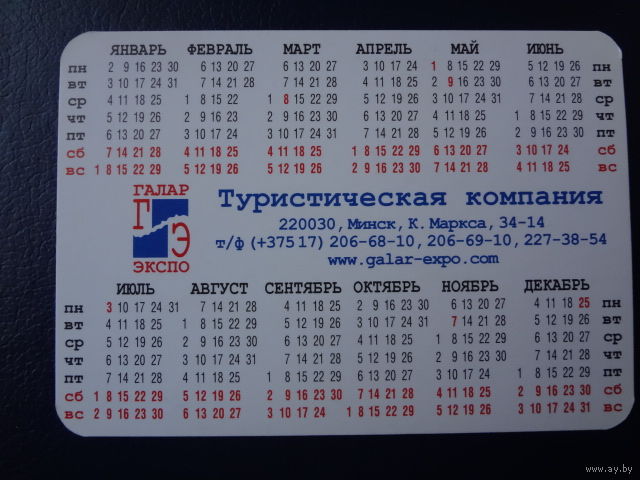 ЯНВАРЬ ФЕВРАЛЬ МАРТ АПРЕЛЬ МАЙ ИЮНЬ
пн 2 9 16 23 30 6 13 20 27 6 13 20 27 3 10 17 24 1 8 15 22 29 5 12 19 26 пн
вт 3 10 17 24 31 7 14 21 28 7 14 21 28 4 11 18 25 2 9 16 23 30 6 13 20 27 вт
ср 4 11 18 25 1 8 15 22 1 8 15 22 29 5 12 19 26 3 10 17 24 31 7 14 21 28 ср
чт 5 12 19 26 2 9 16 23 2 9 16 23 30 6 13 20 27 4 11 18 25 1 8 15 22 29 чт
пт 6 13 20 27 3 10 17 24 3 10 17 24 31 7 14 21 28 5 12 19 26 2 9 16 23 30 пт
сб 7 14 21 28 4 11 18 25 4 11 18 25 1 8 15 22 29 6 13 20 27 3 10 17 24 сб
вс 1 8 15 22 29 5 12 19 26 5 12 19 26 2 9 16 23 30 7 14 21 28 4 11 18 25 вс
ГАЛАР
Г Э
ЭКСПО
Туристическая компания
220030, Минск, К. Маркса, 34-14
т/ф (+375 17) 206-68-10, 206-69-10, 227-38-54
www.galar-expo.com
ИЮЛЬ АВГУСТ СЕНТЯБРЬ ОКТЯБРЬ НОЯБРЬ ДЕКАБРЬ
пн 3 10 17 24 31 7 14 21 28 4 11 18 25 2 9 16 23 30 6 13 20 27 4 11 18 25 пн
вт 4 11 18 25 1 8 15 22 29 5 12 19 26 3 10 17 24 31 7 14 21 28 5 12 19 26 вт
ср 5 12 19 26 2 9 16 23 30 6 13 20 27 4 11 18 25 1 8 15 22 29 6 13 20 27 ср
чт 6 13 20 27 3 10 17 24 31 7 14 21 28 5 12 19 26 2 9 16 23 30 7 14 21 28 чт
пт 7 14 21 28 4 11 18 25 1 8 15 22 29 6 13 20 27 3 10 17 24 1 8 15 22 29 пт
сб 1 8 15 22 29 5 12 19 26 2 9 16 23 30 7 14 21 28 4 11 18 25 2 9 16 23 30 сб
вс 2 9 16 23 30 6 13 20 27 3 10 17 24 1 8 15 22 29 5 12 19 26 3 10 17 24 31 вс
www.ay.by